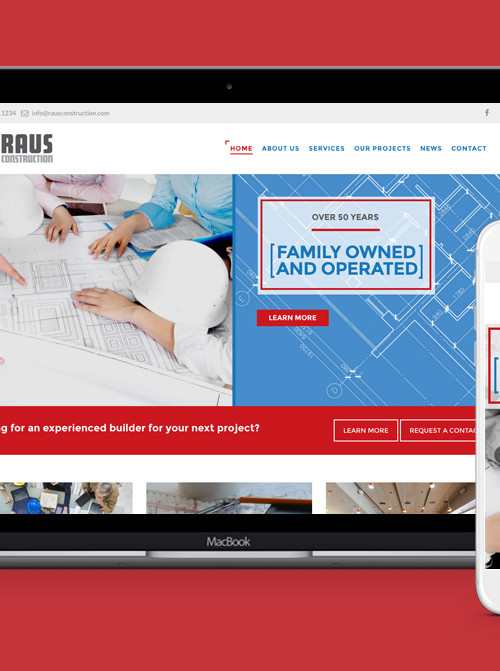 .1234 info@rausconstruction.com
RAUS
CONSTRUCTION
HOME ABOUT US SERVICES OUR PROJECTS NEWS CONTACT
OVER 50 YEARS
[FAMILY OWNED
AND OPERATED]
LEARN MORE
g for an experienced builder for your next project?
LEARN MORE REQUEST A CONTAC
MacBook